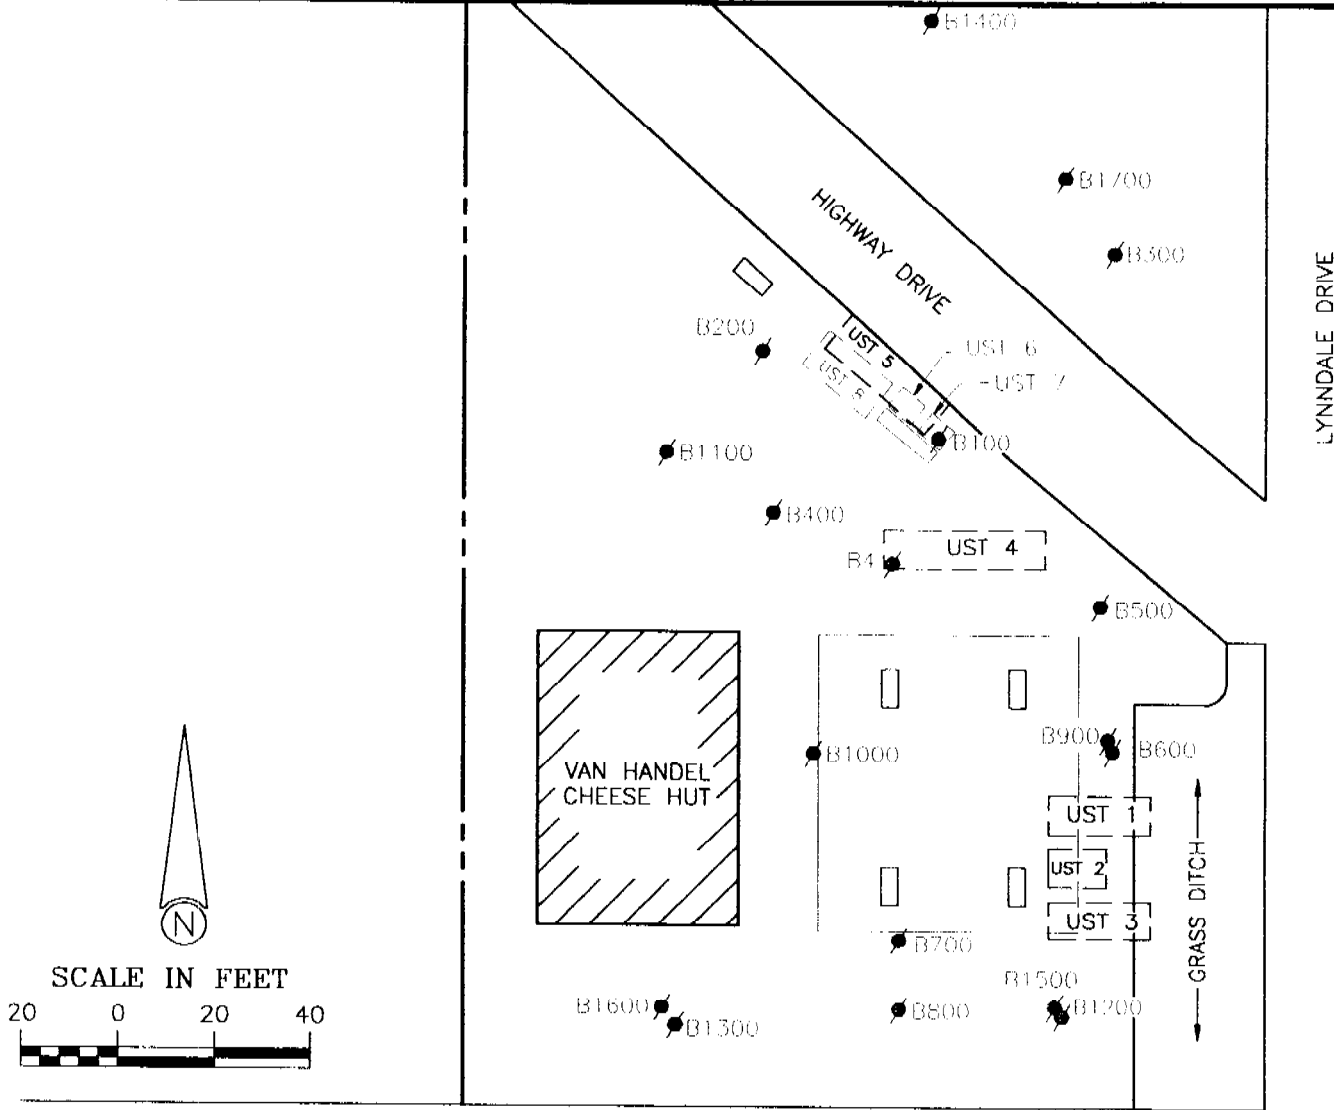 B1400
B1700
B300
HIGHWAY DRIVE
LYNNDALE DRIVE
B200
UST 5
UST 6
UST 8
UST 7
B100
B1100
B400
UST 4
B4
B500
VAN HANDEL
CHEESE HUT
B1000
B900
B600
UST 1
UST 2
UST 3
GRASS DITCH
B700
N
SCALE IN FEET
20 0 20 40
B1500
B1600
B800
B1200
B1300